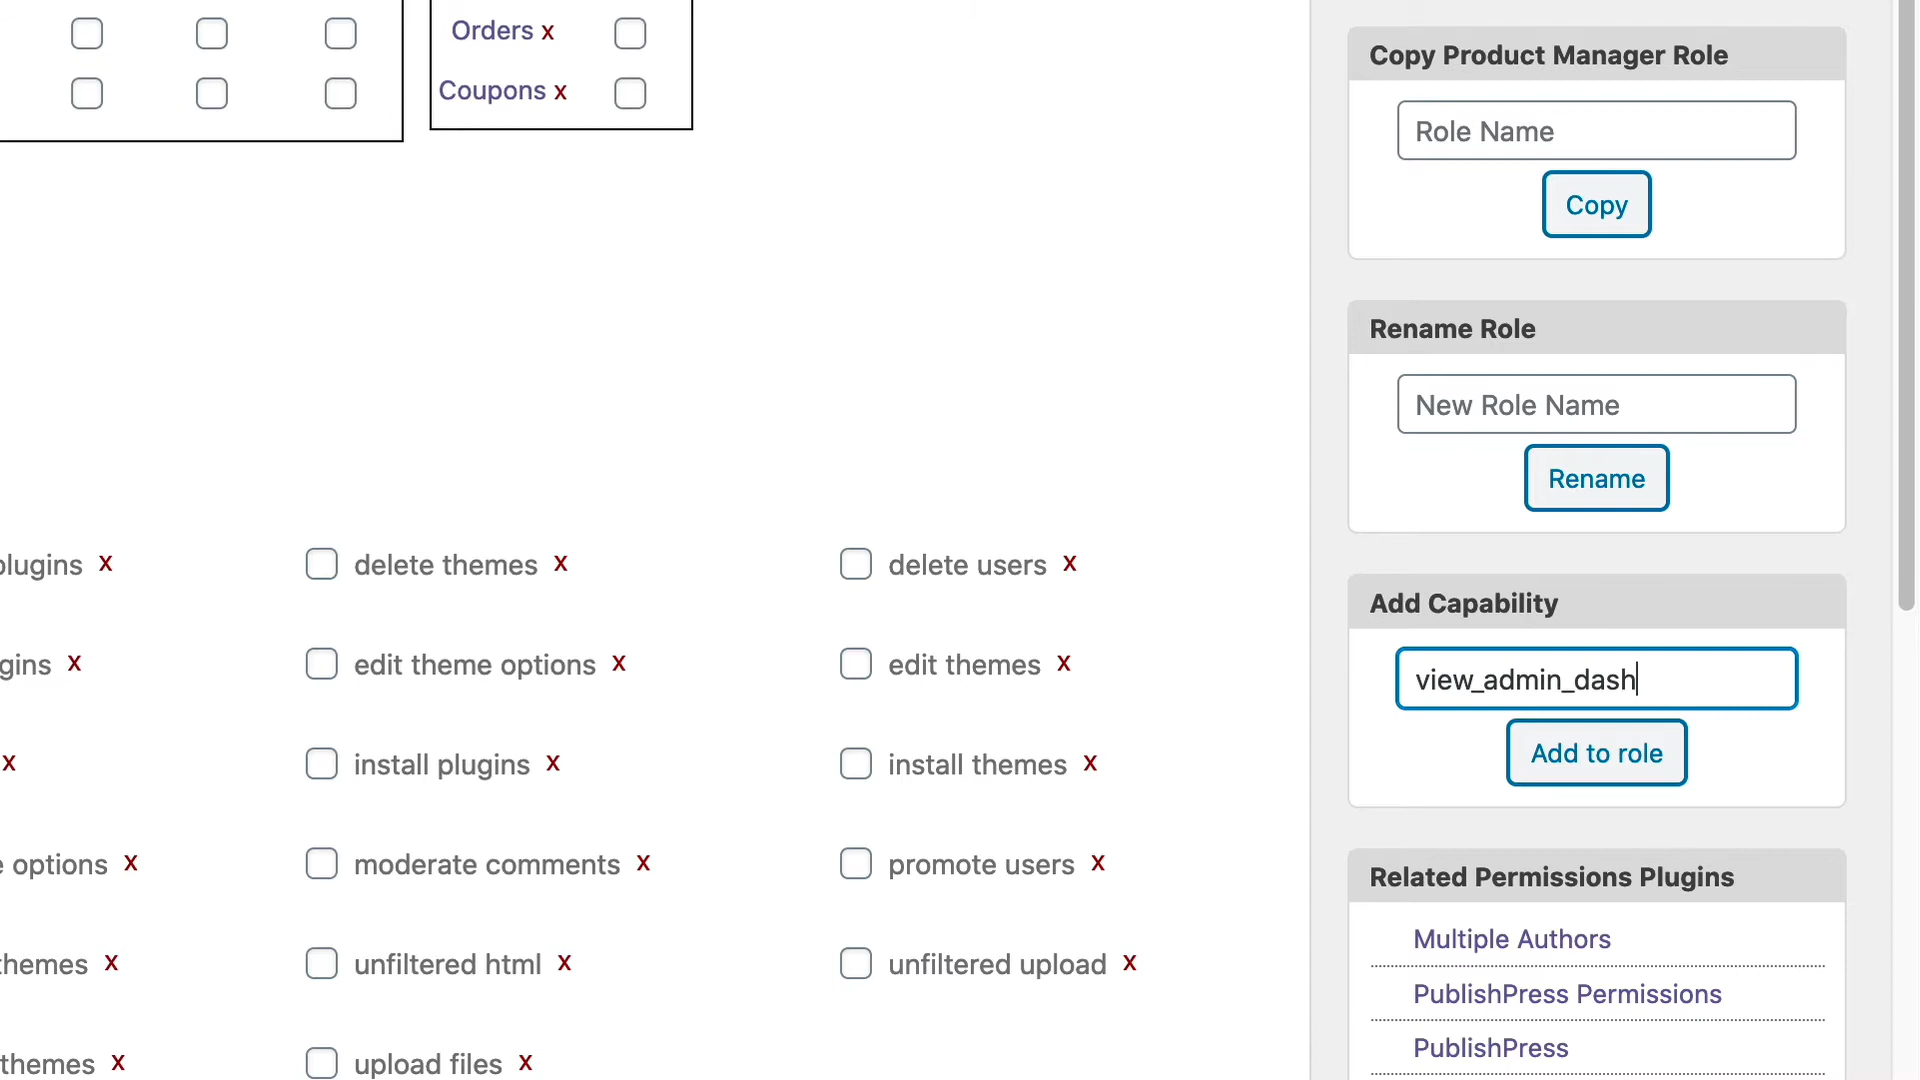 Orders x
Coupons x
Copy Product Manager Role
Role Name
Copy
Rename Role
New Role Name
Rename
plugins x
delete themes x
delete users x
Add Capability
gins x
edit theme options x
edit themes x
view_admin_dash
x
install plugins x
install themes x
Add to role
options x
moderate comments x
promote users x
Related Permissions Plugins
themes x
unfiltered html x
unfiltered upload x
Multiple Authors
PublishPress Permissions
themes x
upload files x
PublishPress